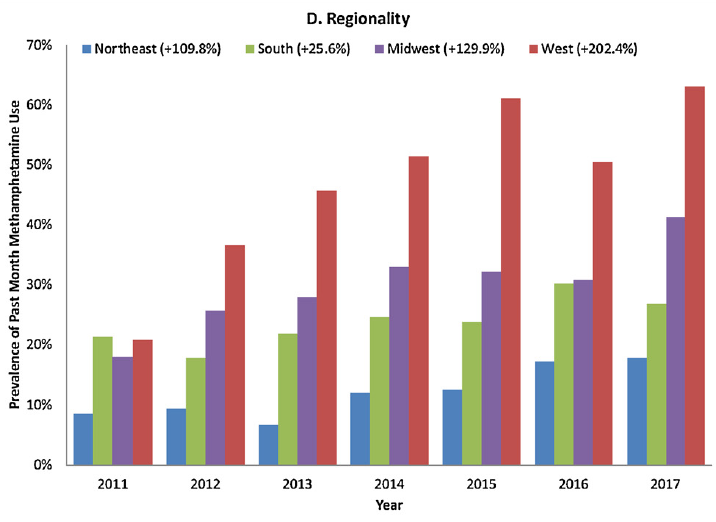 D. Regionality
70%
Northeast (+109.8%) South (+25.6%) Midwest (+129.9%) West (+202.4%)
60%
50%
40%
30%
20%
10%
0%
Prevalence of Past Month Methamphetamine Use
2011 2012 2013 2014 2015 2016 2017
Year